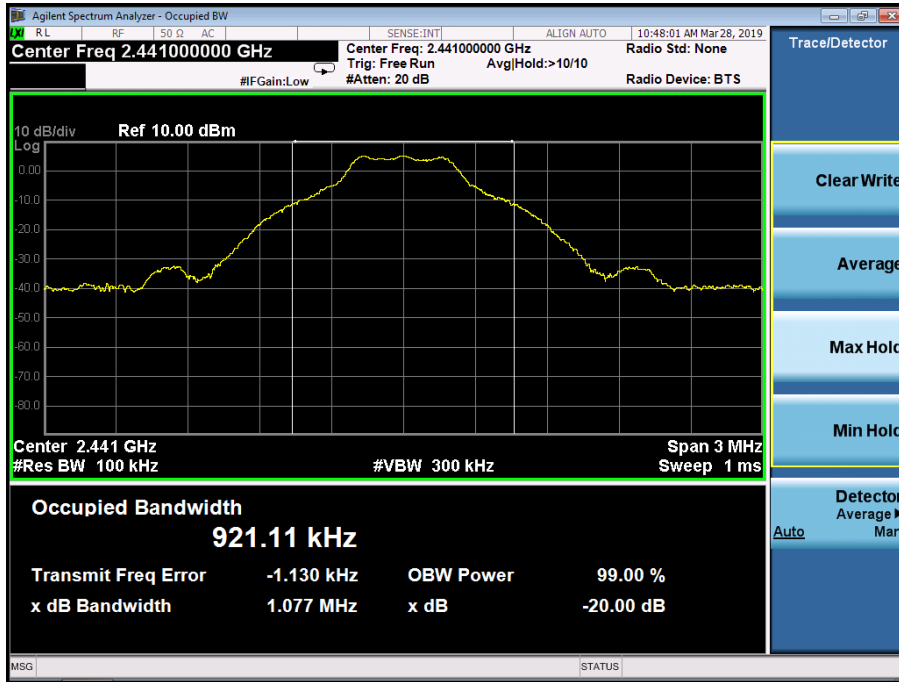 Agilent Spectrum Analyzer - Occupied BW
LXI RL RF 50 Ω AC SENSE:INT ALIGN AUTO 10:48:01 AM Mar 28, 2019
Center Freq 2.441000000 GHz
Center Freq: 2.441000000 GHz Radio Std: None
Trig: Free Run Avg|Hold:>10/10
#IFGain:Low #Atten: 20 dB Radio Device: BTS
Trace/Detector
10 dB/div Ref 10.00 dBm
Log
0.00
-10.0
-20.0
-30.0
-40.0
-50.0
-60.0
-70.0
-80.0
Center 2.441 GHz Span 3 MHz
#Res BW 100 kHz #VBW 300 kHz Sweep 1 ms
Occupied Bandwidth
921.11 kHz
Transmit Freq Error -1.130 kHz OBW Power 99.00 %
x dB Bandwidth 1.077 MHz x dB -20.00 dB
Clear Write
Average
Max Hold
Min Hold
Detector
Average
Auto Man
MSG STATUS